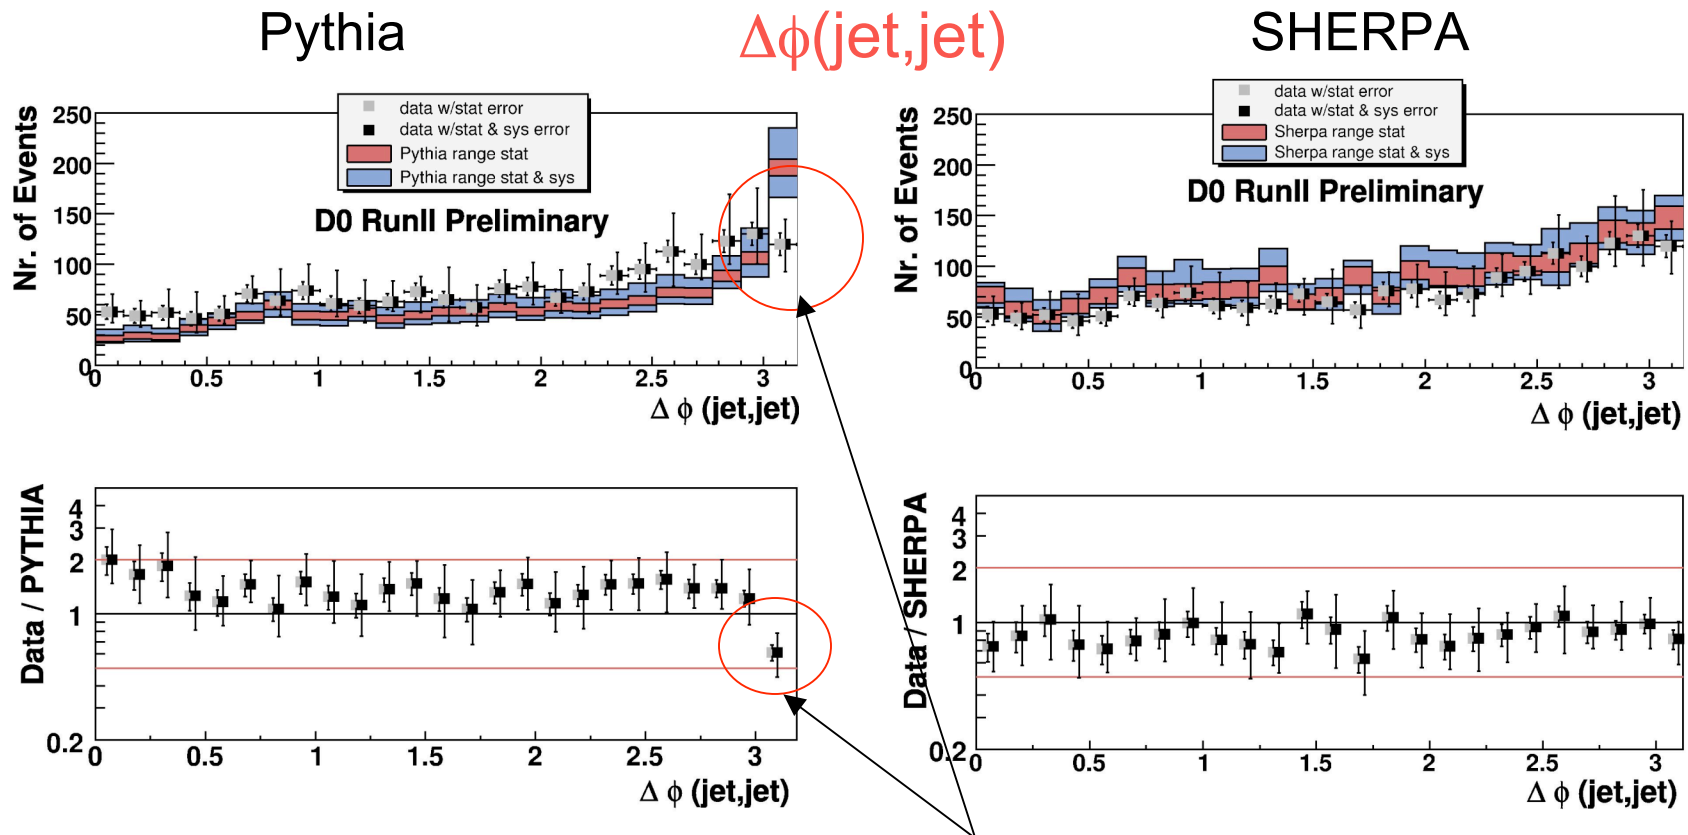 Pythia
Δϕ(jet,jet)
SHERPA
Nr. of Events
250
200
150
100
50
0
data w/stat error
data w/stat & sys error
Pythia range stat
Pythia range stat & sys
D0 RunII Preliminary
0 0.5 1 1.5 2 2.5 3
Δ ϕ (jet,jet)
Nr. of Events
250
200
150
100
50
0
data w/stat error
data w/stat & sys error
Sherpa range stat
Sherpa range stat & sys
D0 RunII Preliminary
0 0.5 1 1.5 2 2.5 3
Δ ϕ (jet,jet)
Data / PYTHIA
4
3
2
1
0.2
0 0.5 1 1.5 2 2.5 3
Δ ϕ (jet,jet)
Data / SHERPA
4
3
2
1
0.2
0 0.5 1 1.5 2 2.5 3
Δ ϕ (jet,jet)